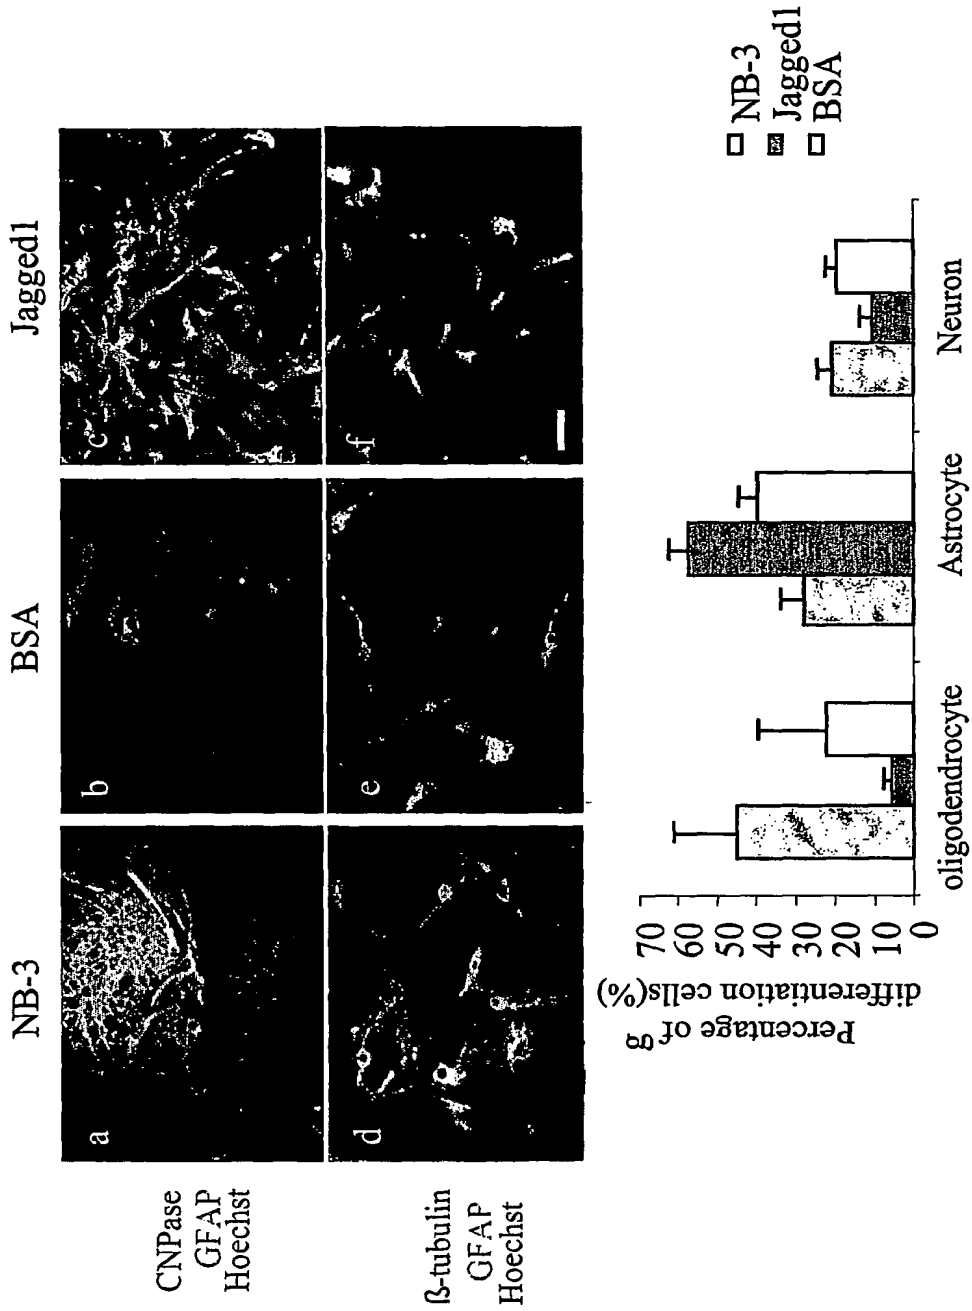 NB-3
BSA
Jagged1
CNPase
GFAP
Hoechst
a
b
c
ß-tubulin
GFAP
Hoechst
d
e
f
g
Percentage of
differentiation cells(%)
70
60
50
40
30
20
10
0
oligodendrocyte
Astrocyte
Neuron
NB-3
Jagged1
BSA